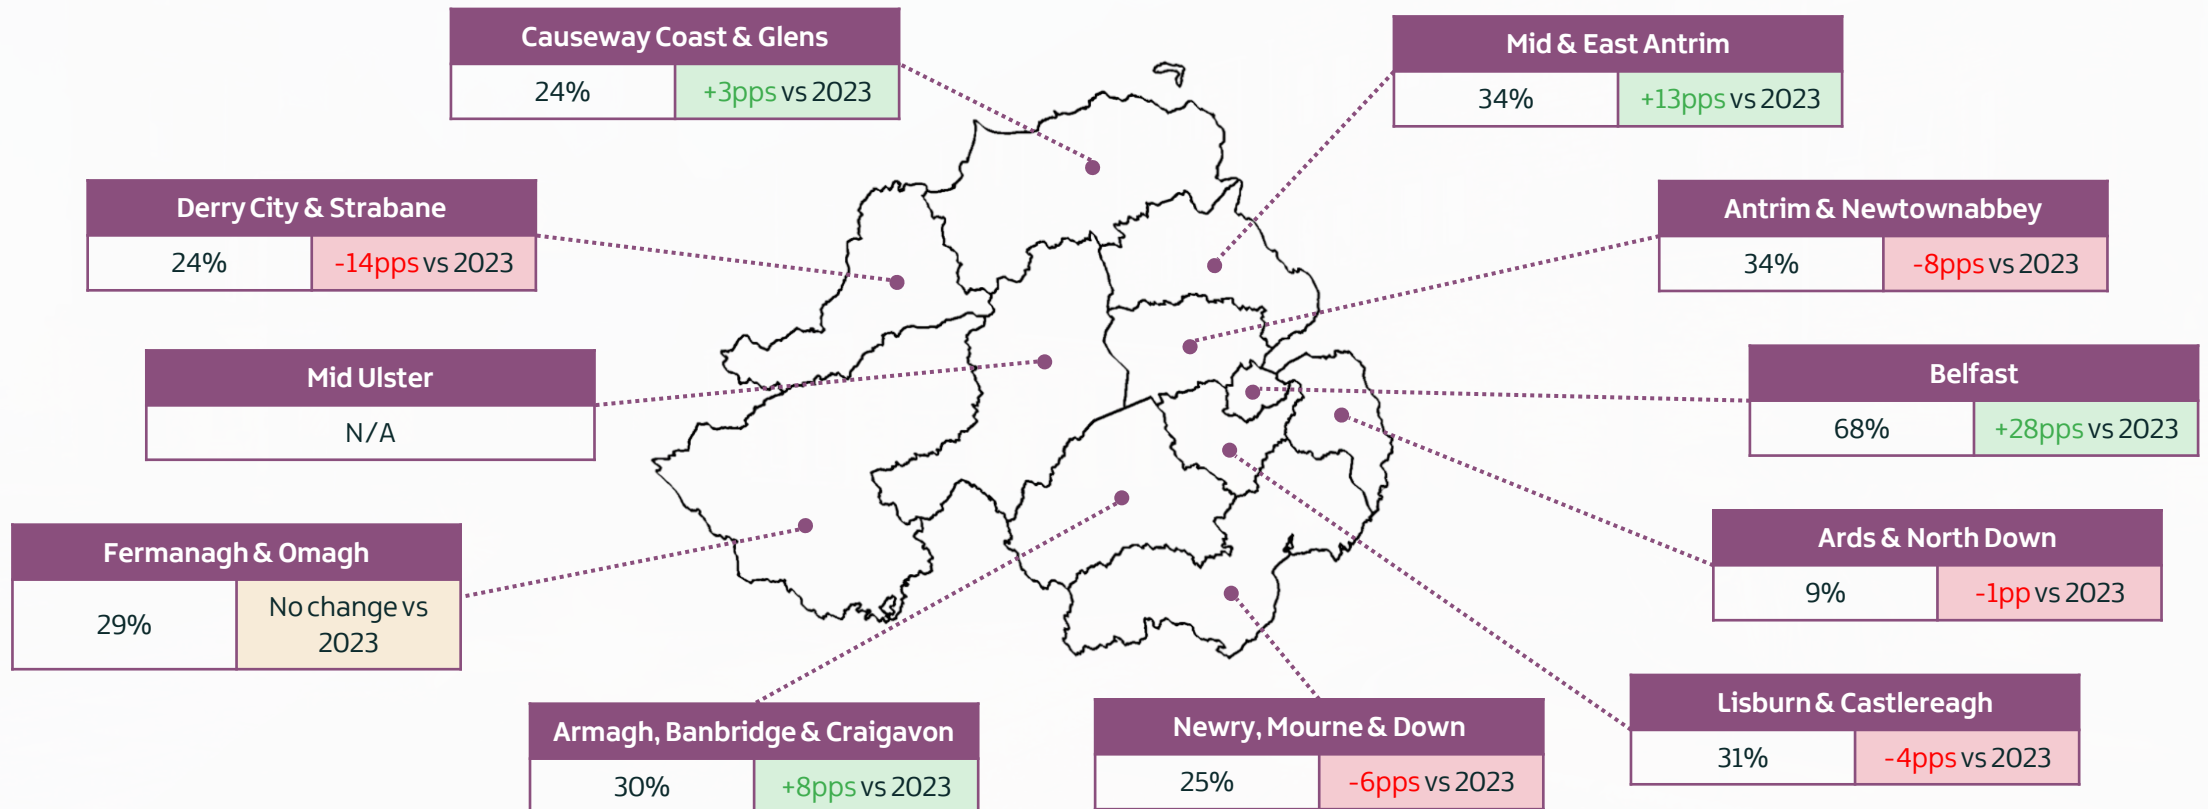 Causeway Coast & Glens
24% +3pps vs 2023
Mid & East Antrim
34% +13pps vs 2023
Derry City & Strabane
24% -14pps vs 2023
Antrim & Newtownabbey
34% -8pps vs 2023
Mid Ulster
N/A
Belfast
68% +28pps vs 2023
Fermanagh & Omagh
29% No change vs
2023
Ards & North Down
9% -1pp vs 2023
Armagh, Banbridge & Craigavon
30% +8pps vs 2023
Newry, Mourne & Down
25% -6pps vs 2023
Lisburn & Castlereagh
31% -4pps vs 2023